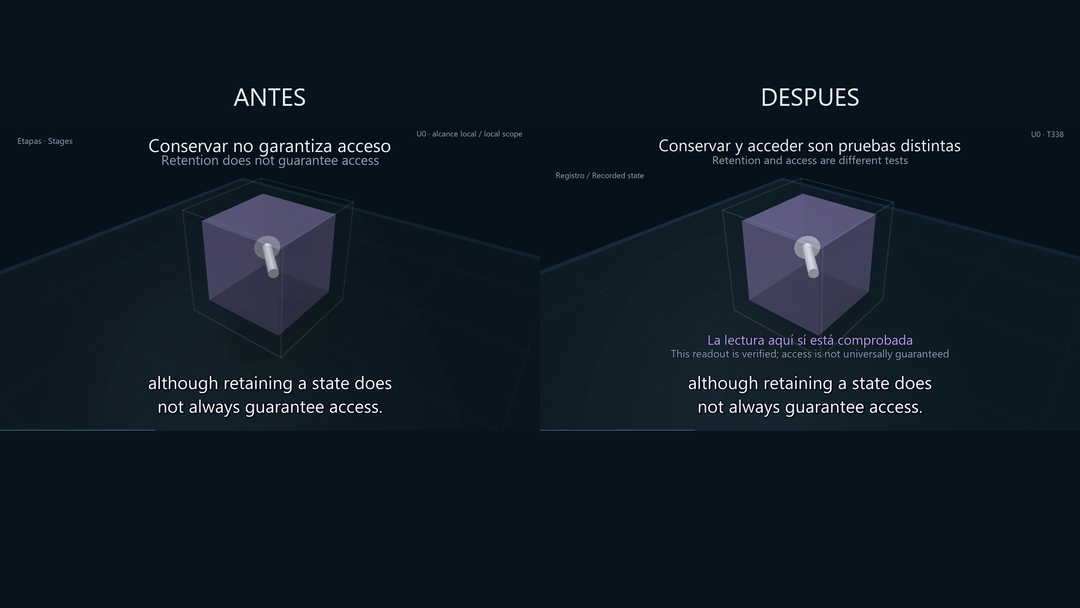 ANTES
Etapas · Stages
U0 · alcance local / local scope
Conservar no garantiza acceso
Retention does not guarantee access
although retaining a state does
not always guarantee access.
DESPUES
U0 · T338
Conservar y acceder son pruebas distintas
Retention and access are different tests
Registro / Recorded state
La lectura aquí sí está comprobada
This readout is verified; access is not universally guaranteed
although retaining a state does
not always guarantee access.